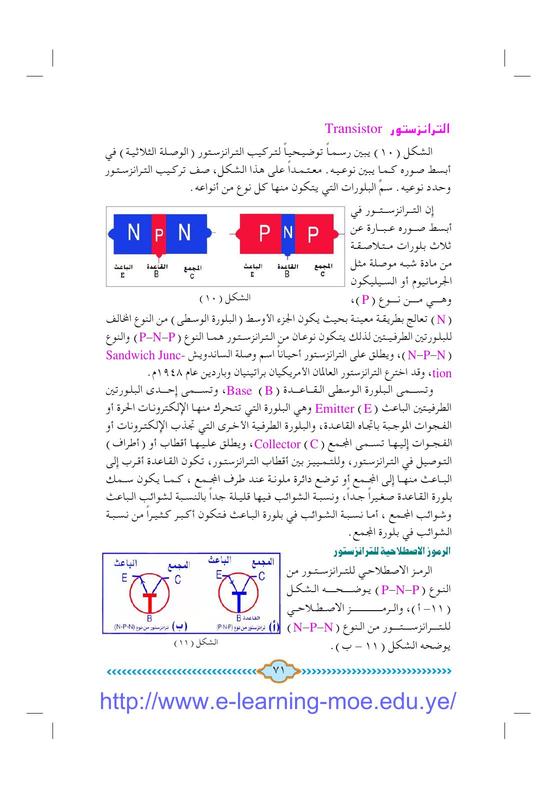 الترانزستور Transistor
الشكل ( ١٠ ) يبين رسماً توضيحياً لتركيب الترانزستور ( الوصلة الثلاثية ) في
أبسط صوره كما يبين نوعيه . معتمداً على هذا الشكل، صف تركيب الترانزستور
وحدد نوعيه . سمِّ البلورات التي يتكون منها كل نوع من أنواعه .
إن الترانزستور في
أبسط صوره عبارة عن
ثلاث بلورات متلاصقة
من مادة شبه موصلة مثل
الجرمانيوم أو السيليكون
وهي من نوع ( P )،
N P N
الباعث E القاعدة B المجمع C
P N P
الباعث E القاعدة B المجمع C
الشكل ( ١٠ )
( N ) تعالج بطريقة معينة بحيث يكون الجزء الأوسط ( البلورة الوسطى ) من النوع المخالف
للبلورتين الطرفيتين لذلك يتكون نوعان من الترانزستور هما النوع ( P-N-P ) والنوع
( N-P-N )، ويطلق على الترانزستور أحياناً اسم وصلة الساندويش Sandwich Junc-
tion، وقد اخترع الترانزستور العالمان الأمريكيان براتينيان وباردين عام ١٩٤٨م .
وتسمى البلورة الوسطى القاعدة ( B ) Base، وتسمى إحدى البلورتين
الطرفيتين الباعث ( E ) Emitter وهي البلورة التي تتحرك منها الإلكترونات الحرة أو
الفجوات الموجبة باتجاه القاعدة، والبلورة الطرفية الأخرى التي تجذب الإلكترونات أو
الفجوات إليها تسمى المجمع ( C ) Collector، ويطلق عليها أقطاب أو ( أطراف )
التوصيل في الترانزستور، وللتمييز بين أقطاب الترانزستور، تكون القاعدة أقرب إلى
الباعث منها إلى المجمع أو توضع دائرة ملونة عند طرف المجمع ، كما يكون سمك
بلورة القاعدة صغيراً جداً، ونسبة الشوائب فيها قليلة جداً بالنسبة لشوائب الباعث
وشوائب المجمع ، أما نسبة الشوائب في بلورة الباعث فتكون أكبر كثيراً من نسبة
الشوائب في بلورة المجمع .
الرموز الاصطلاحية للترانزستور
الرمز الاصطلاحي للترانزستور من
النوع ( P-N-P ) يوضحه الشكل
( ١١- أ )، والرمز الاصطلاحي
للترانزستور من النوع ( N-P-N )
يوضحه الشكل ( ١١ - ب ) .
الباعث المجمع
E C
B
(ب) ترانزستور من نوع (N-P-N)
الباعث المجمع
E C
القاعدة B
(أ) ترانزستور من نوع (P-N-P)
الشكل ( ١١ )
٧١
http://www.e-learning-moe.edu.ye/